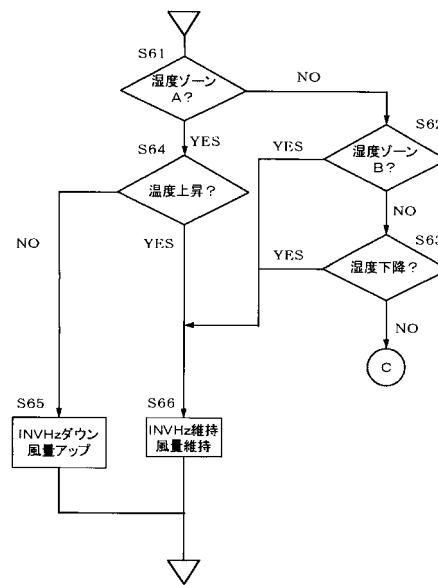 S61
湿度ゾーン
A?
NO
YES
S62
湿度ゾーン
B?
YES
NO
S64
温度上昇?
NO
YES
S63
湿度下降?
YES
NO
C
S65
INVHzダウン
風量アップ
S66
INVHz維持
風量維持